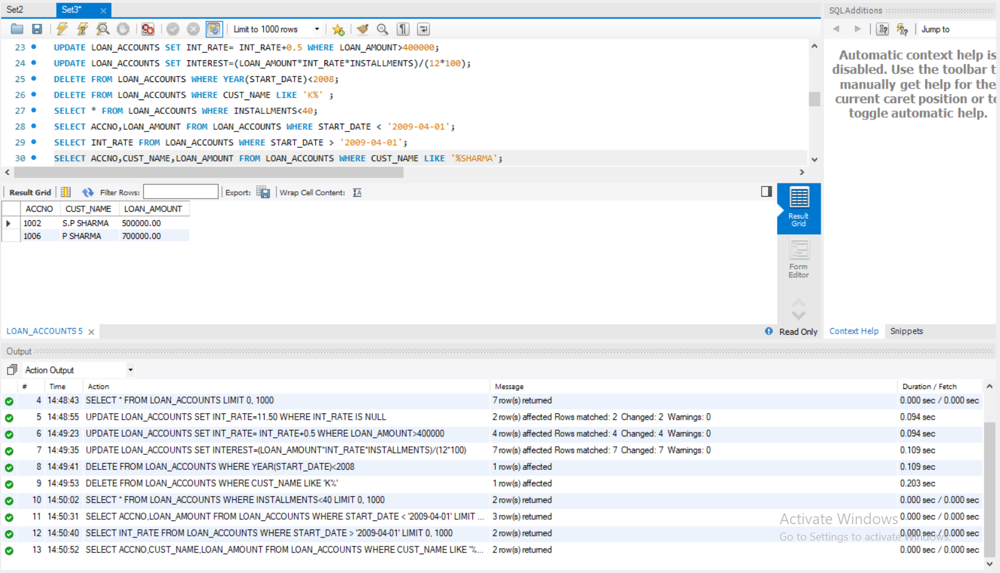 Set2
Set3*
SQLAdditions
Limit to 1000 rows
Jump to
23 UPDATE LOAN_ACCOUNTS SET INT_RATE= INT_RATE+0.5 WHERE LOAN_AMOUNT>400000;
24 UPDATE LOAN_ACCOUNTS SET INTEREST=(LOAN_AMOUNT*INT_RATE*INSTALLMENTS)/(12*100);
25 DELETE FROM LOAN_ACCOUNTS WHERE YEAR(START_DATE)<2008;
26 DELETE FROM LOAN_ACCOUNTS WHERE CUST_NAME LIKE 'K%' ;
27 SELECT * FROM LOAN_ACCOUNTS WHERE INSTALLMENTS<40;
28 SELECT ACCNO,LOAN_AMOUNT FROM LOAN_ACCOUNTS WHERE START_DATE < '2009-04-01';
29 SELECT INT_RATE FROM LOAN_ACCOUNTS WHERE START_DATE > '2009-04-01';
30 SELECT ACCNO,CUST_NAME,LOAN_AMOUNT FROM LOAN_ACCOUNTS WHERE CUST_NAME LIKE '%SHARMA';
Automatic context help is
disabled. Use the toolbar t
manually get help for the
current caret position or to
toggle automatic help.
Result Grid Filter Rows: Export: Wrap Cell Content:
ACCNO CUST_NAME LOAN_AMOUNT
1002 S.P SHARMA 500000.00
1006 P SHARMA 700000.00
Result
Grid
Form
Editor
LOAN_ACCOUNTS 5
Read Only
Context Help Snippets
Output
Action Output
# Time Action Message Duration / Fetch
4 14:48:43 SELECT * FROM LOAN_ACCOUNTS LIMIT 0, 1000 7 row(s) returned 0.000 sec / 0.000 sec
5 14:48:55 UPDATE LOAN_ACCOUNTS SET INT_RATE=11.50 WHERE INT_RATE IS NULL 2 row(s) affected Rows matched: 2 Changed: 2 Warnings: 0 0.094 sec
6 14:49:23 UPDATE LOAN_ACCOUNTS SET INT_RATE= INT_RATE+0.5 WHERE LOAN_AMOUNT>400000 4 row(s) affected Rows matched: 4 Changed: 4 Warnings: 0 0.094 sec
7 14:49:35 UPDATE LOAN_ACCOUNTS SET INTEREST=(LOAN_AMOUNT*INT_RATE*INSTALLMENTS)/(12*100) 7 row(s) affected Rows matched: 7 Changed: 7 Warnings: 0 0.109 sec
8 14:49:41 DELETE FROM LOAN_ACCOUNTS WHERE YEAR(START_DATE)<2008 1 row(s) affected 0.109 sec
9 14:49:53 DELETE FROM LOAN_ACCOUNTS WHERE CUST_NAME LIKE 'K%' 1 row(s) affected 0.203 sec
10 14:50:02 SELECT * FROM LOAN_ACCOUNTS WHERE INSTALLMENTS<40 LIMIT 0, 1000 2 row(s) returned 0.000 sec / 0.000 sec
11 14:50:31 SELECT ACCNO,LOAN_AMOUNT FROM LOAN_ACCOUNTS WHERE START_DATE < '2009-04-01' LIMIT ... 3 row(s) returned 0.000 sec / 0.000 sec
12 14:50:40 SELECT INT_RATE FROM LOAN_ACCOUNTS WHERE START_DATE > '2009-04-01' LIMIT 0, 1000 2 row(s) returned 0.000 sec / 0.000 sec
13 14:50:52 SELECT ACCNO,CUST_NAME,LOAN_AMOUNT FROM LOAN_ACCOUNTS WHERE CUST_NAME LIKE '%... 2 row(s) returned 0.000 sec / 0.000 sec
Activate Windows
Go to Settings to activate Windows.